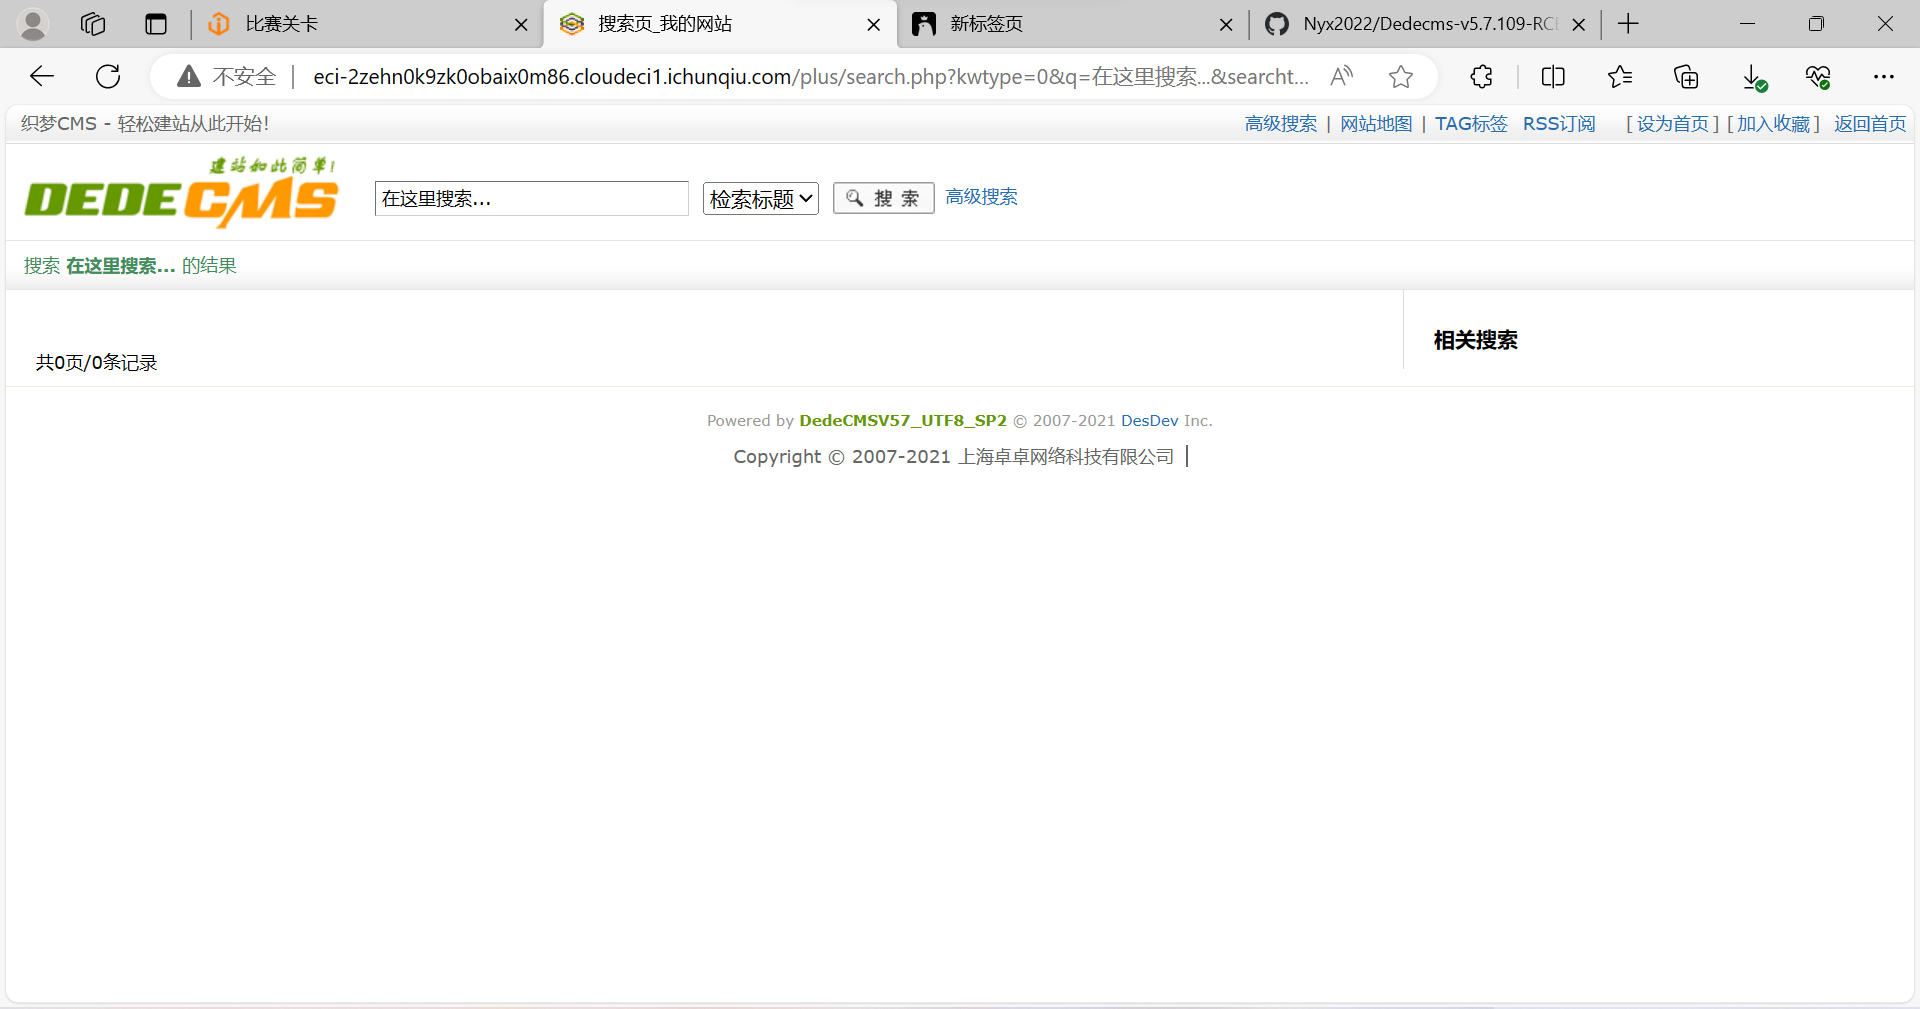 比赛关卡
搜索页_我的网站
新标签页
Nyx2022/Dedecms-v5.7.109-RC
不安全
eci-2zehn0k9zk0obaix0m86.cloudeci1.ichunqiu.com/plus/search.php?kwtype=0&q=在这里搜索...&searcht...
织梦CMS - 轻松建站从此开始！
高级搜索 | 网站地图 | TAG标签 RSS订阅 [ 设为首页 ] [ 加入收藏 ] 返回首页
建站如此简单！
DEDECMS
在这里搜索...
检索标题
搜 索
高级搜索
搜索 在这里搜索... 的结果
相关搜索
共0页/0条记录
Powered by DedeCMSV57_UTF8_SP2 © 2007-2021 DesDev Inc.
Copyright © 2007-2021 上海卓卓网络科技有限公司